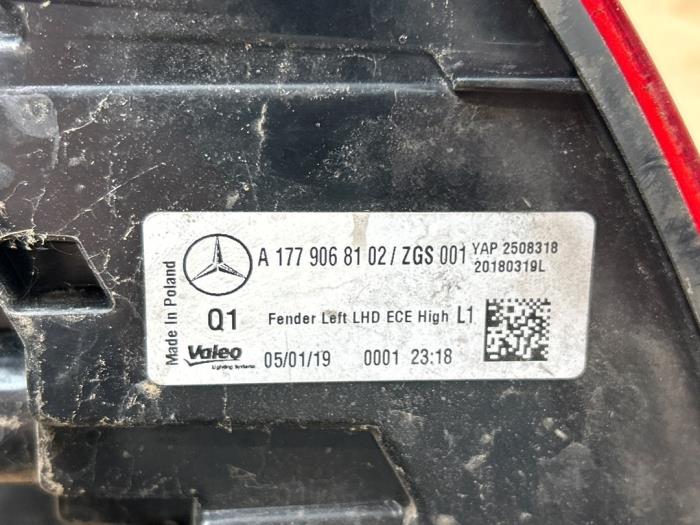 Made In Poland
A 177 906 81 02 / ZGS 001 YAP 2508318
20180319L
Q1 Fender Left LHD ECE High L1
Valeo 05/01/19 0001 23:18
Lighting Systems